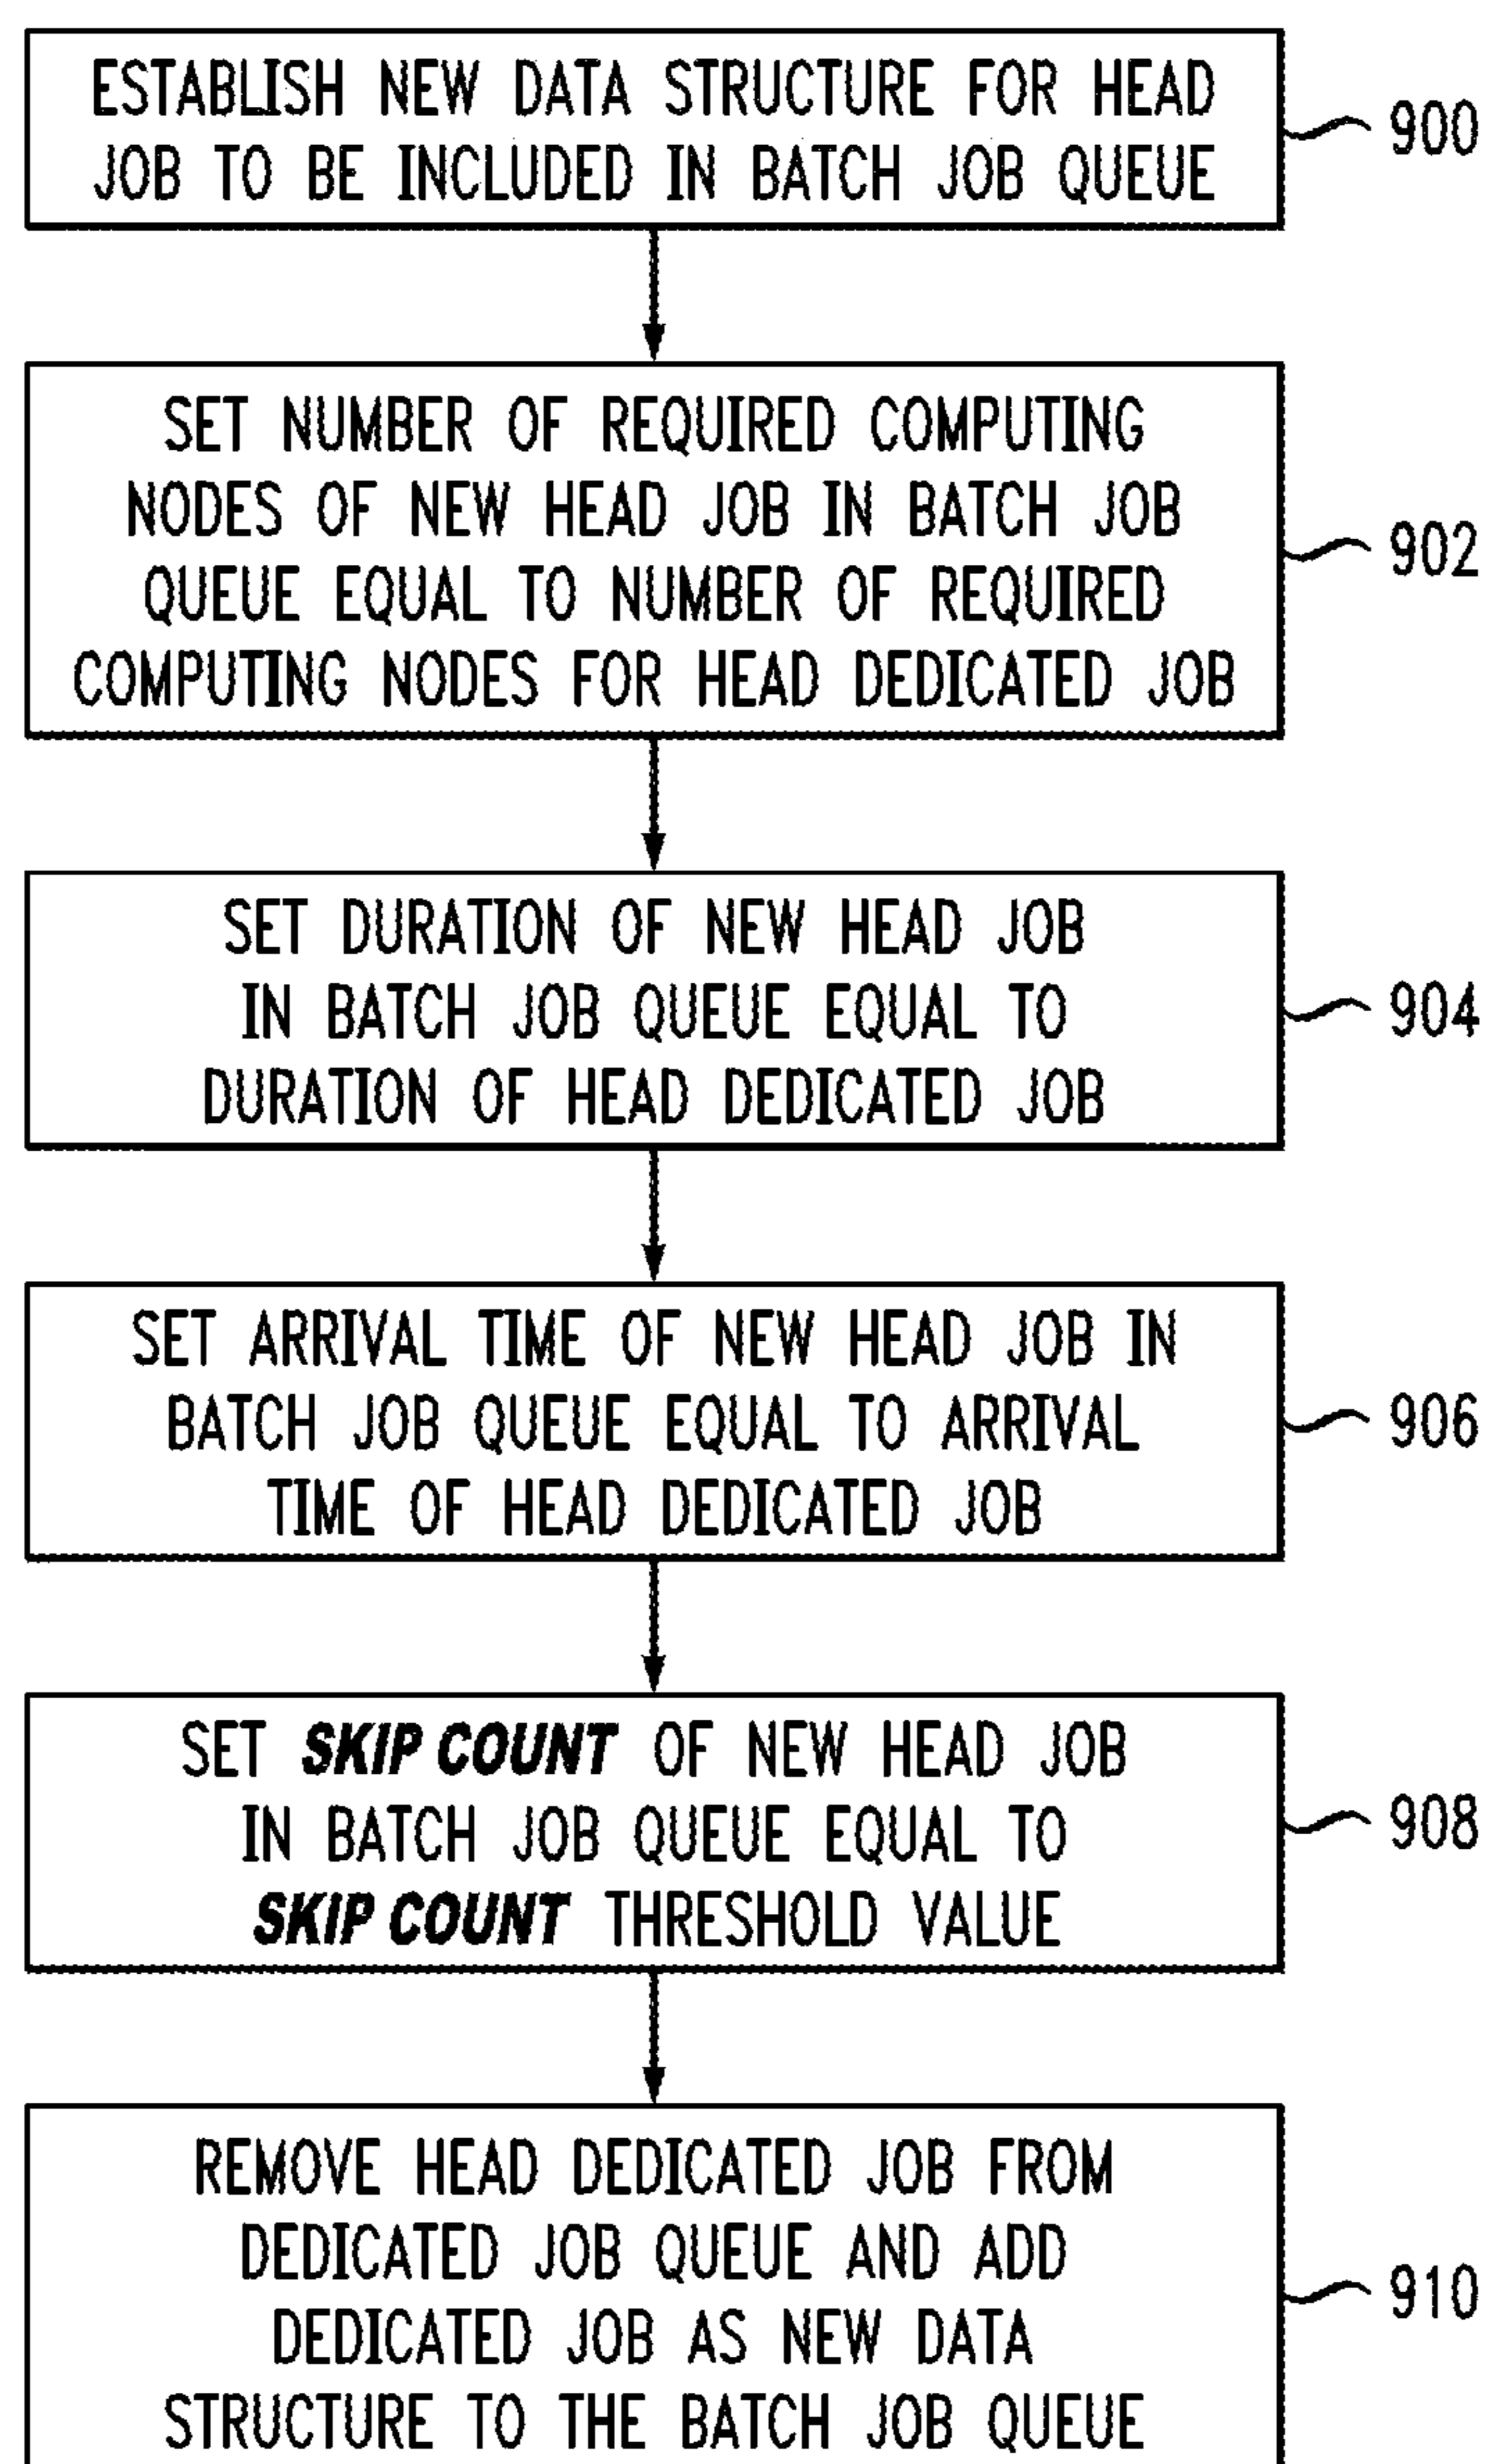 ESTABLISH NEW DATA STRUCTURE FOR HEAD
JOB TO BE INCLUDED IN BATCH JOB QUEUE
900
SET NUMBER OF REQUIRED COMPUTING
NODES OF NEW HEAD JOB IN BATCH JOB
QUEUE EQUAL TO NUMBER OF REQUIRED
COMPUTING NODES FOR HEAD DEDICATED JOB
902
SET DURATION OF NEW HEAD JOB
IN BATCH JOB QUEUE EQUAL TO
DURATION OF HEAD DEDICATED JOB
904
SET ARRIVAL TIME OF NEW HEAD JOB IN
BATCH JOB QUEUE EQUAL TO ARRIVAL
TIME OF HEAD DEDICATED JOB
906
SET SKIP COUNT OF NEW HEAD JOB
IN BATCH JOB QUEUE EQUAL TO
SKIP COUNT THRESHOLD VALUE
908
REMOVE HEAD DEDICATED JOB FROM
DEDICATED JOB QUEUE AND ADD
DEDICATED JOB AS NEW DATA
STRUCTURE TO THE BATCH JOB QUEUE
910